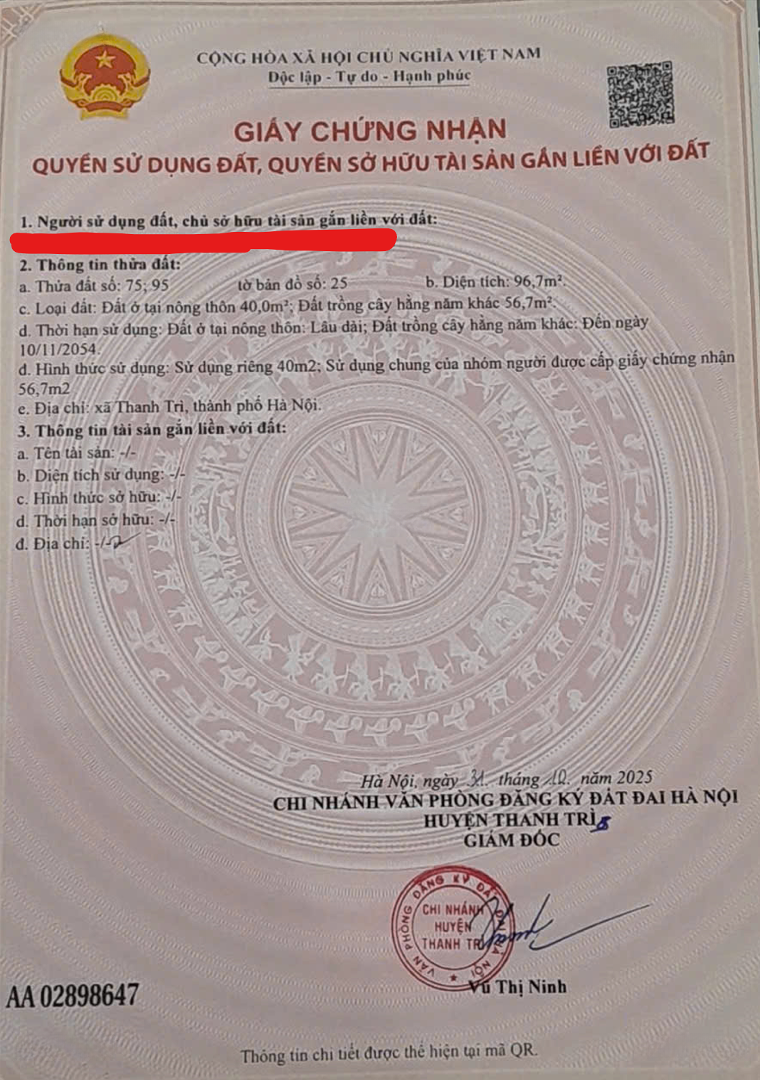 CỘNG HÒA XÃ HỘI CHỦ NGHĨA VIỆT NAM
Độc lập - Tự do - Hạnh phúc
GIẤY CHỨNG NHẬN
QUYỀN SỬ DỤNG ĐẤT, QUYỀN SỞ HỮU TÀI SẢN GẮN LIỀN VỚI ĐẤT
1. Người sử dụng đất, chủ sở hữu tài sản gắn liền với đất:
2. Thông tin thửa đất:
a. Thửa đất số: 75; 95 tờ bản đồ số: 25 b. Diện tích: 96,7m².
c. Loại đất: Đất ở tại nông thôn 40,0m²; Đất trồng cây hằng năm khác 56,7m².
d. Thời hạn sử dụng: Đất ở tại nông thôn: Lâu dài; Đất trồng cây hằng năm khác: Đến ngày
10/11/2054.
đ. Hình thức sử dụng: Sử dụng riêng 40m2; Sử dụng chung của nhóm người được cấp giấy chứng nhận
56,7m2
e. Địa chỉ: xã Thanh Trì, thành phố Hà Nội.
3. Thông tin tài sản gắn liền với đất:
a. Tên tài sản: -/-
b. Diện tích sử dụng: -/-
c. Hình thức sở hữu: -/-
d. Thời hạn sở hữu: -/-
đ. Địa chỉ: -/-
Hà Nội, ngày 31 tháng 10 năm 2025
CHI NHÁNH VĂN PHÒNG ĐĂNG KÝ ĐẤT ĐAI HÀ NỘI
HUYỆN THANH TRÌ
GIÁM ĐỐC
VĂN PHÒNG ĐĂNG KÝ ĐẤT ĐAI HÀ NỘI
CHI NHÁNH
HUYỆN
THANH TRÌ
Vũ Thị Ninh
AA 02898647
Thông tin chi tiết được thể hiện tại mã QR.